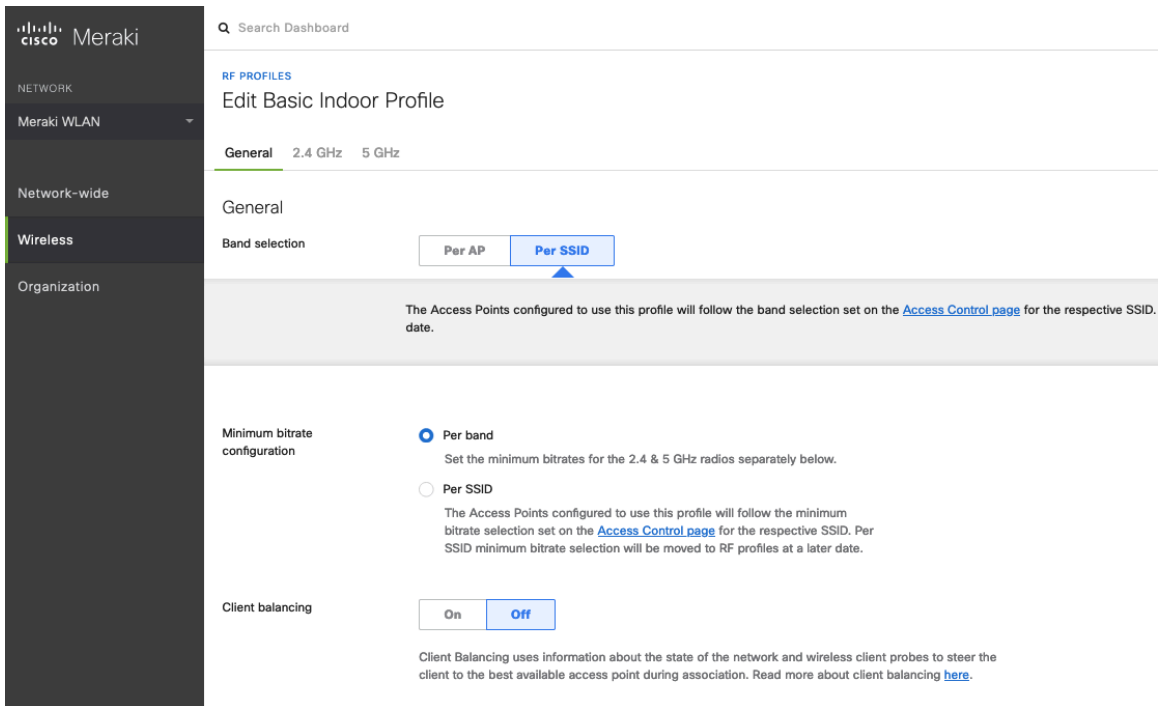 cisco Meraki
Search Dashboard
NETWORK
Meraki WLAN
Network-wide
Wireless
Organization
RF PROFILES
Edit Basic Indoor Profile
General 2.4 GHz 5 GHz
General
Band selection
Per AP Per SSID
The Access Points configured to use this profile will follow the band selection set on the Access Control page for the respective SSID.
date.
Minimum bitrate
configuration
Per band
Set the minimum bitrates for the 2.4 & 5 GHz radios separately below.
Per SSID
The Access Points configured to use this profile will follow the minimum
bitrate selection set on the Access Control page for the respective SSID. Per
SSID minimum bitrate selection will be moved to RF profiles at a later date.
Client balancing
On Off
Client Balancing uses information about the state of the network and wireless client probes to steer the
client to the best available access point during association. Read more about client balancing here.